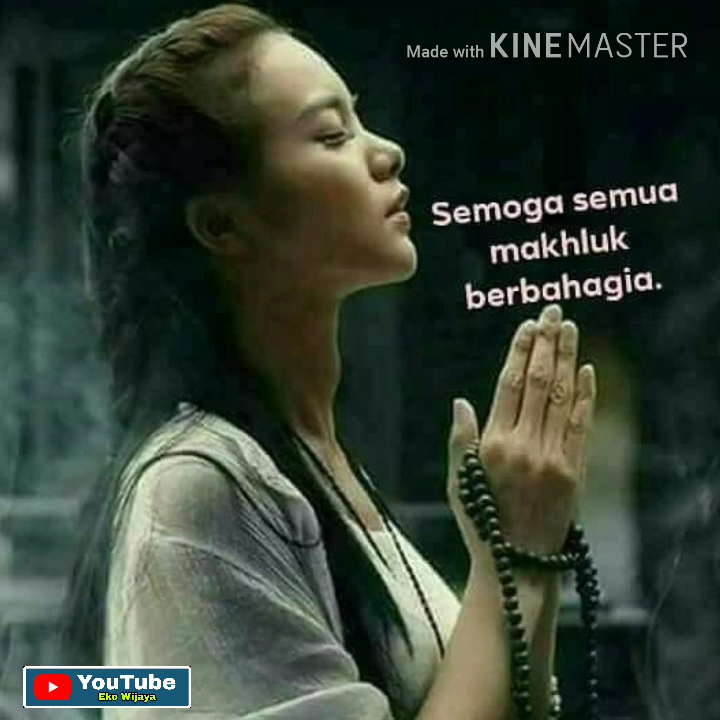 Made with KINEMASTER
Semoga semua
makhluk
berbahagia.
YouTube
Eko Wijaya